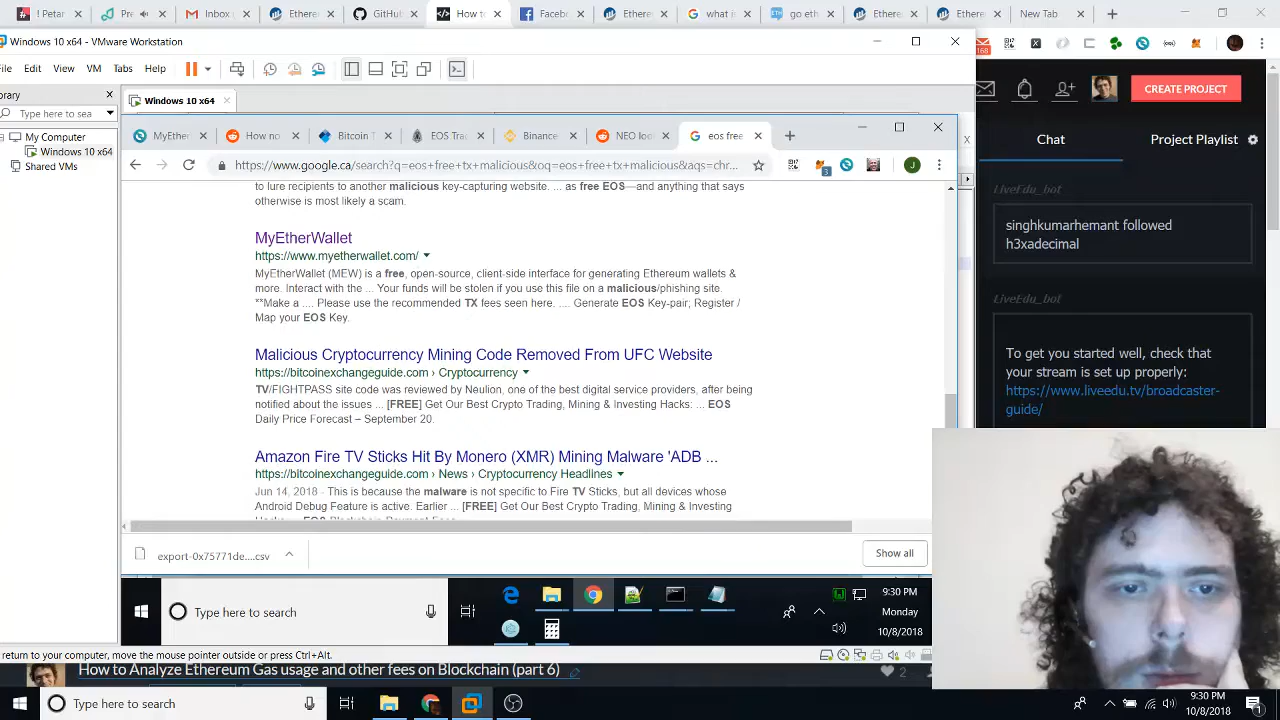 ! Petar
Ether
Inbox
Ether
GitHub
How to
Faceb
Ethere
what
go eth
Ethere
Ethere
New Tab
Windows 10 x64 - VMware Workstation
168
File Edit View VM Tabs Help
Library
Windows 10 x64
Type here to search
My Computer
Windows 10 x64
Shared VMs
MyEther
How no
Bitcoin T
EOS Tra
Binance
NEO loo
eos free
https://www.google.ca/search?q=eos+free+tx+malicious&oq=eos+free+tx+malicious&aqs=chr...
3
J
malicious key-capturing website. ... as free EOS—and anything that says
otherwise is most likely a scam.
MyEtherWallet
https://www.myetherwallet.com/
MyEtherWallet (MEW) is a free, open-source, client-side interface for generating Ethereum wallets &
more. Interact with the ... Your funds will be stolen if you use this file on a malicious/phishing site.
**Make a .... Please use the recommended TX fees seen here. .... Generate EOS Key-pair; Register /
Map your EOS Key.
Malicious Cryptocurrency Mining Code Removed From UFC Website
https://bitcoinexchangeguide.com › Cryptocurrency
TV/FIGHTPASS site code was reviewed by Neulion, one of the best digital service providers, after being
notified about the issues ... [FREE] Get Our Best Crypto Trading, Mining & Investing Hacks: ... EOS
Daily Price Forecast – September 20.
Amazon Fire TV Sticks Hit By Monero (XMR) Mining Malware 'ADB ...
https://bitcoinexchangeguide.com › News › Cryptocurrency Headlines
Jun 14, 2018 - This is because the malware is not specific to Fire TV Sticks, but all devices whose
Android Debug Feature is active. Earlier ... [FREE] Get Our Best Crypto Trading, Mining & Investing
export-0x75771de....csv
Show all
Type here to search
9:30 PM
Monday
10/8/2018
return to your computer, move the mouse pointer outside or press Ctrl+Alt.
How to Analyze Ethereum Gas usage and other fees on Blockchain (part 6)
2
CREATE PROJECT
Chat
Project Playlist
LiveEdu_bot
singhkumarhemant followed
h3xadecimal
LiveEdu_bot
To get you started well, check that
your stream is set up properly:
https://www.liveedu.tv/broadcaster-
guide/
Type here to search
9:30 PM
10/8/2018
1